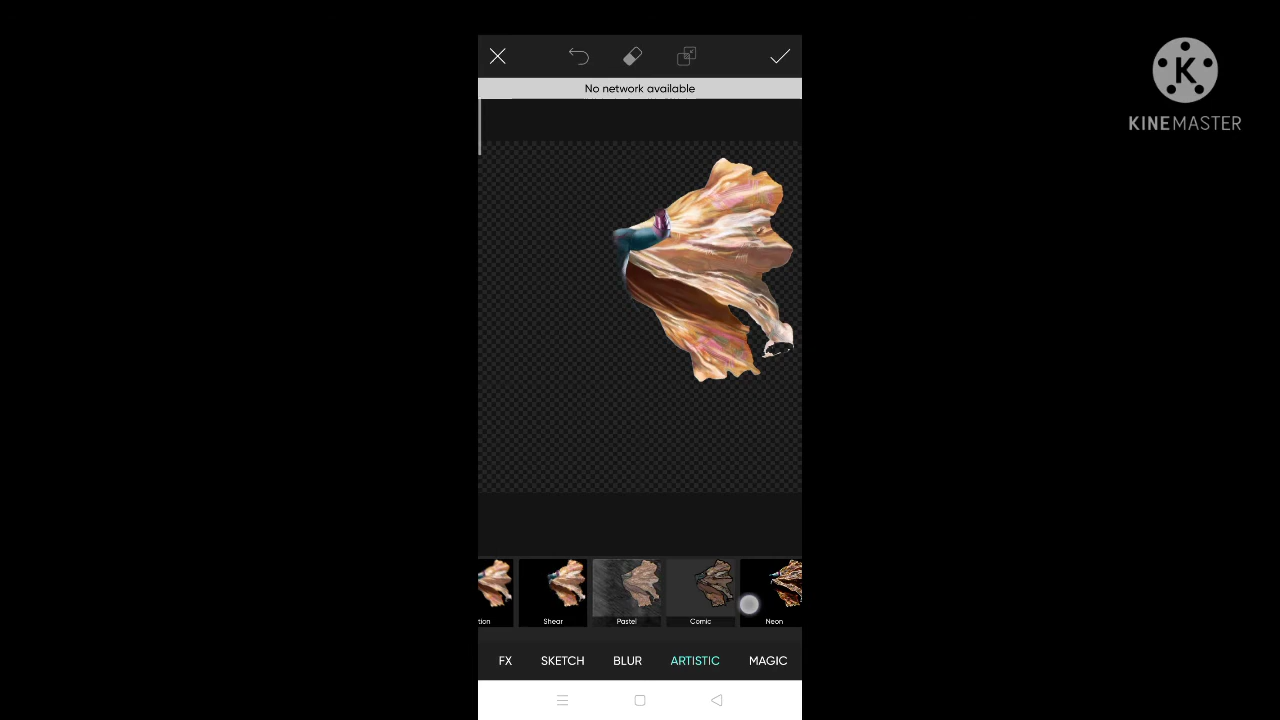 No network available
K
KINEMASTER
tion
Shear
Pastel
Comic
Neon
FX
SKETCH
BLUR
ARTISTIC
MAGIC